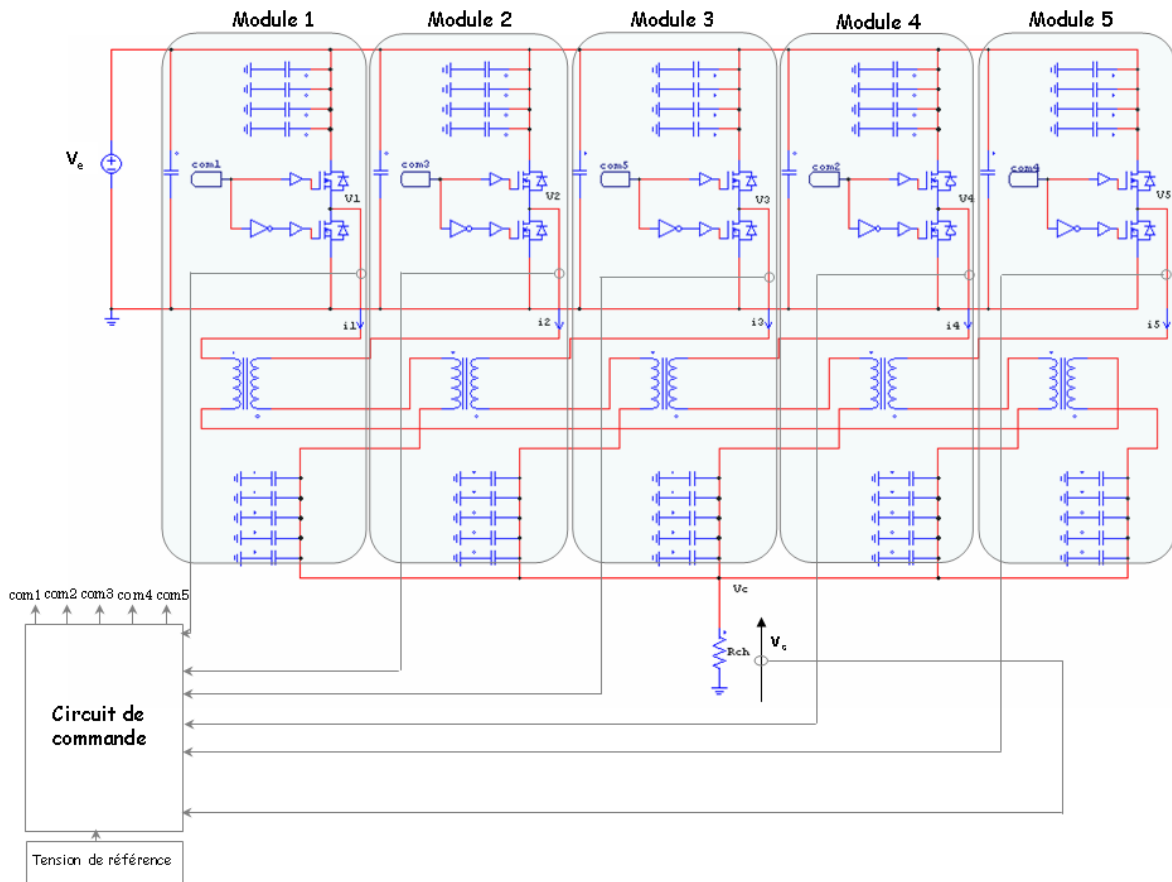 Module 1 Module 2 Module 3 Module 4 Module 5
Ve
com1 com3 com5 com2 com4
V1 V2 V3 V4 V5
i1 i2 i3 i4 i5
com1 com2 com3 com4 com5
Vc
Rch
Vs
Circuit de
commande
Tension de référence